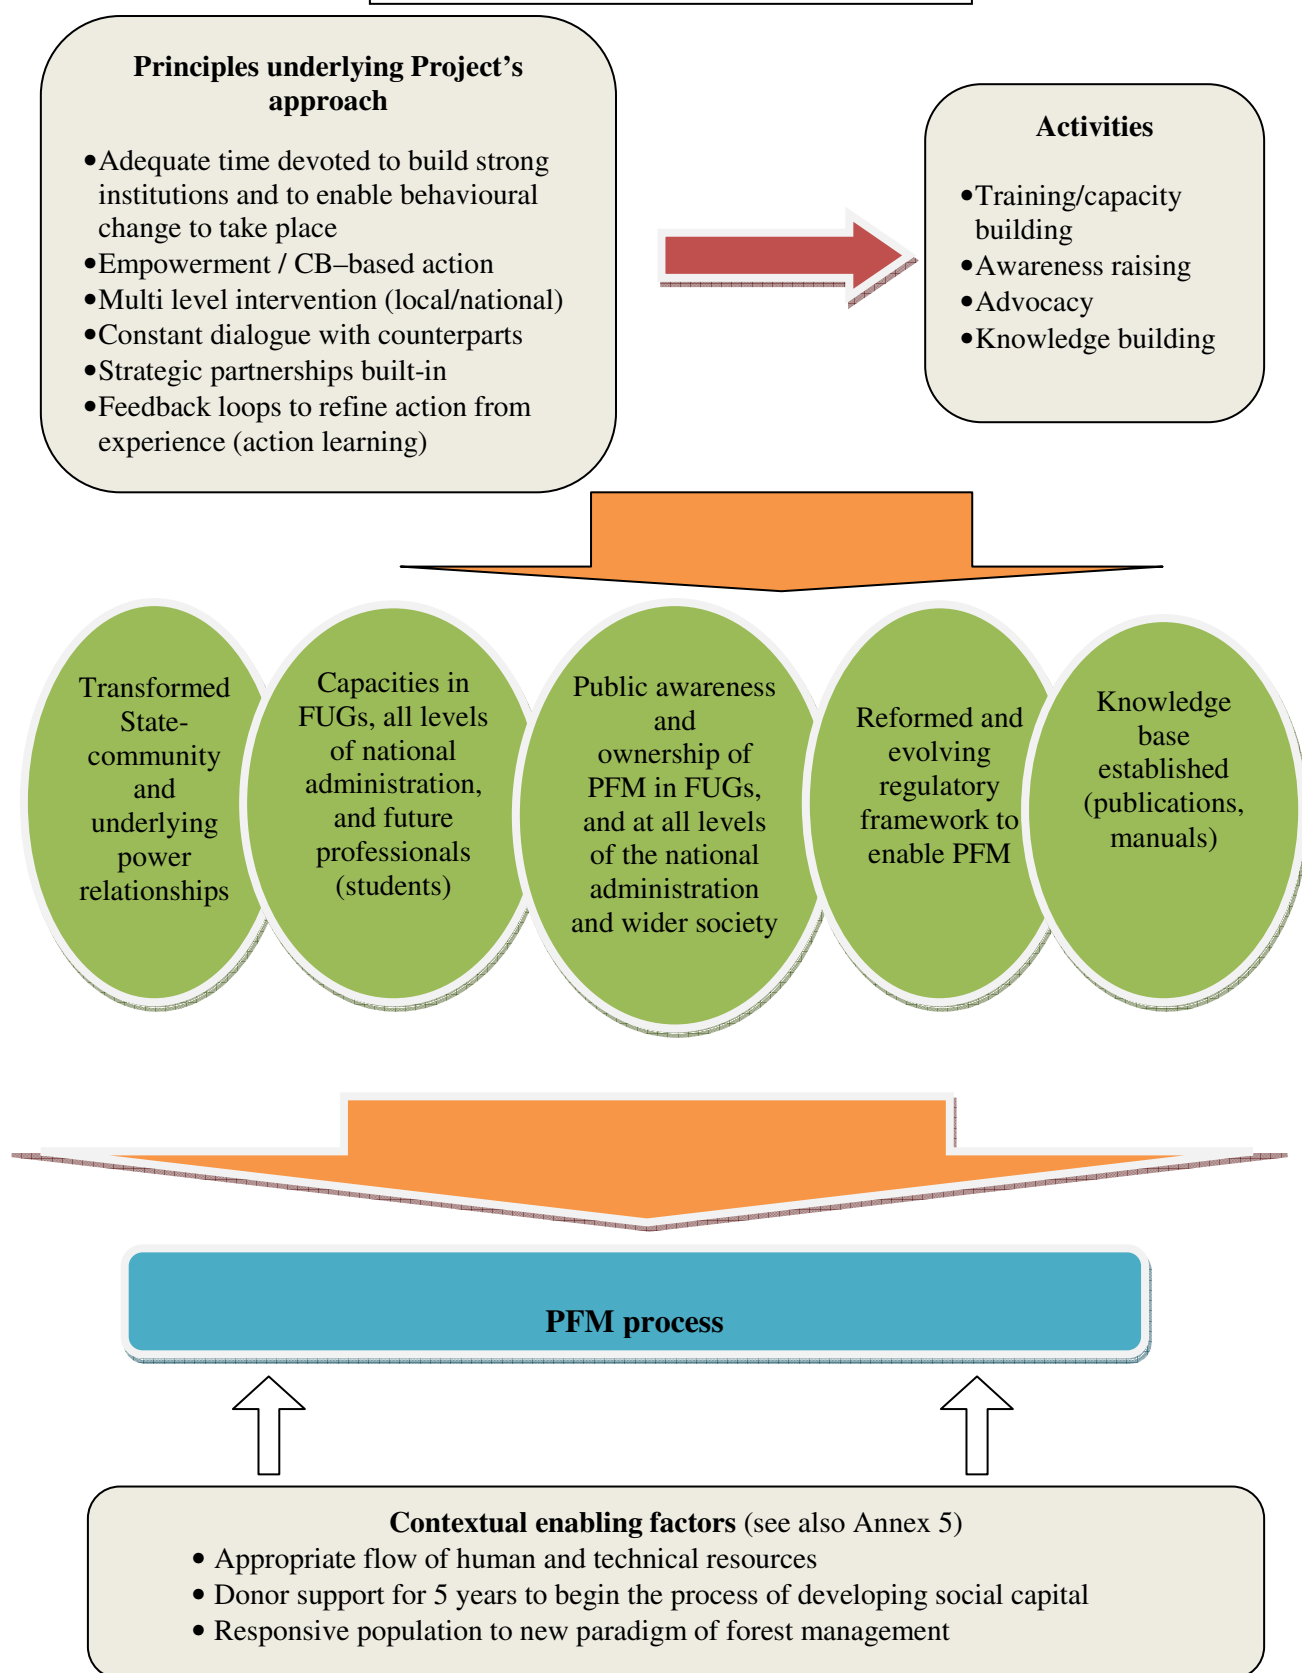 Principles underlying Project’s
approach
•Adequate time devoted to build strong
institutions and to enable behavioural
change to take place
•Empowerment / CB–based action
•Multi level intervention (local/national)
•Constant dialogue with counterparts
•Strategic partnerships built-in
•Feedback loops to refine action from
experience (action learning)
Activities
•Training/capacity
building
•Awareness raising
•Advocacy
•Knowledge building
Transformed
State-
community
and
underlying
power
relationships
Capacities in
FUGs, all levels
of national
administration,
and future
professionals
(students)
Public awareness
and
ownership of
PFM in FUGs,
and at all levels
of the national
administration
and wider society
Reformed and
evolving
regulatory
framework to
enable PFM
Knowledge
base
established
(publications,
manuals)
PFM process
Contextual enabling factors (see also Annex 5)
• Appropriate flow of human and technical resources
• Donor support for 5 years to begin the process of developing social capital
• Responsive population to new paradigm of forest management